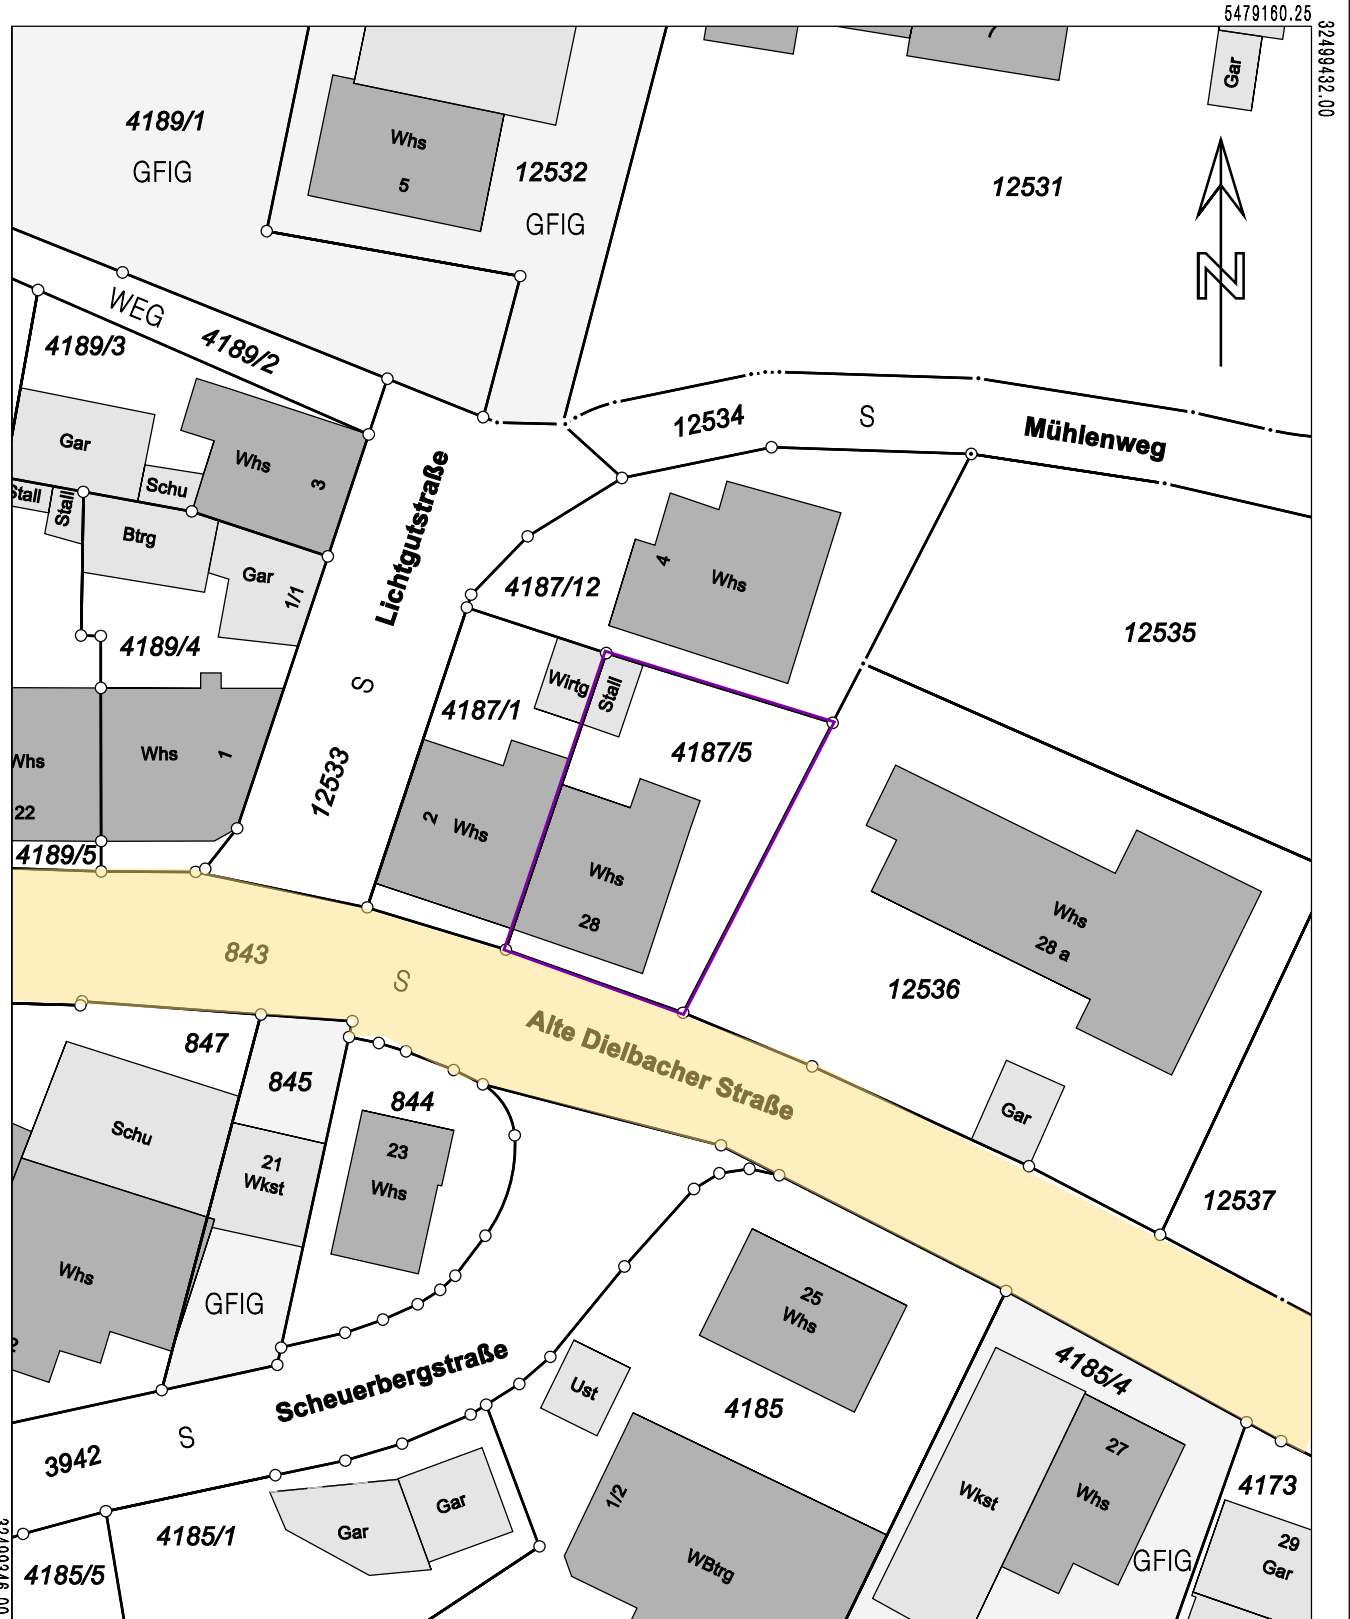 5479160.25
32499432.00
7
Gar
4189/1
GFIG
Whs
5
12532
GFIG
12531
N
WEG
4189/2
4189/3
Gar
Whs
3
Schu
Stall
Stall
Btrg
Gar
1/1
4189/4
Lichtgutstraße
S
12533
12534
S
Mühlenweg
4187/12
4
Whs
12535
Wirtg
Stall
4187/1
4187/5
Whs
22
Whs
1
2
Whs
Whs
28
4189/5
Whs
28 a
12536
843
S
Alte Dielbacher Straße
847
845
844
Schu
21
Wkst
23
Whs
Gar
12537
Whs
GFIG
25
Whs
Scheuerbergstraße
S
3942
Ust
4185
4185/4
27
Whs
Wkst
4173
29
Gar
GFIG
Gar
Gar
1/2
WBtrg
4185/1
4185/5